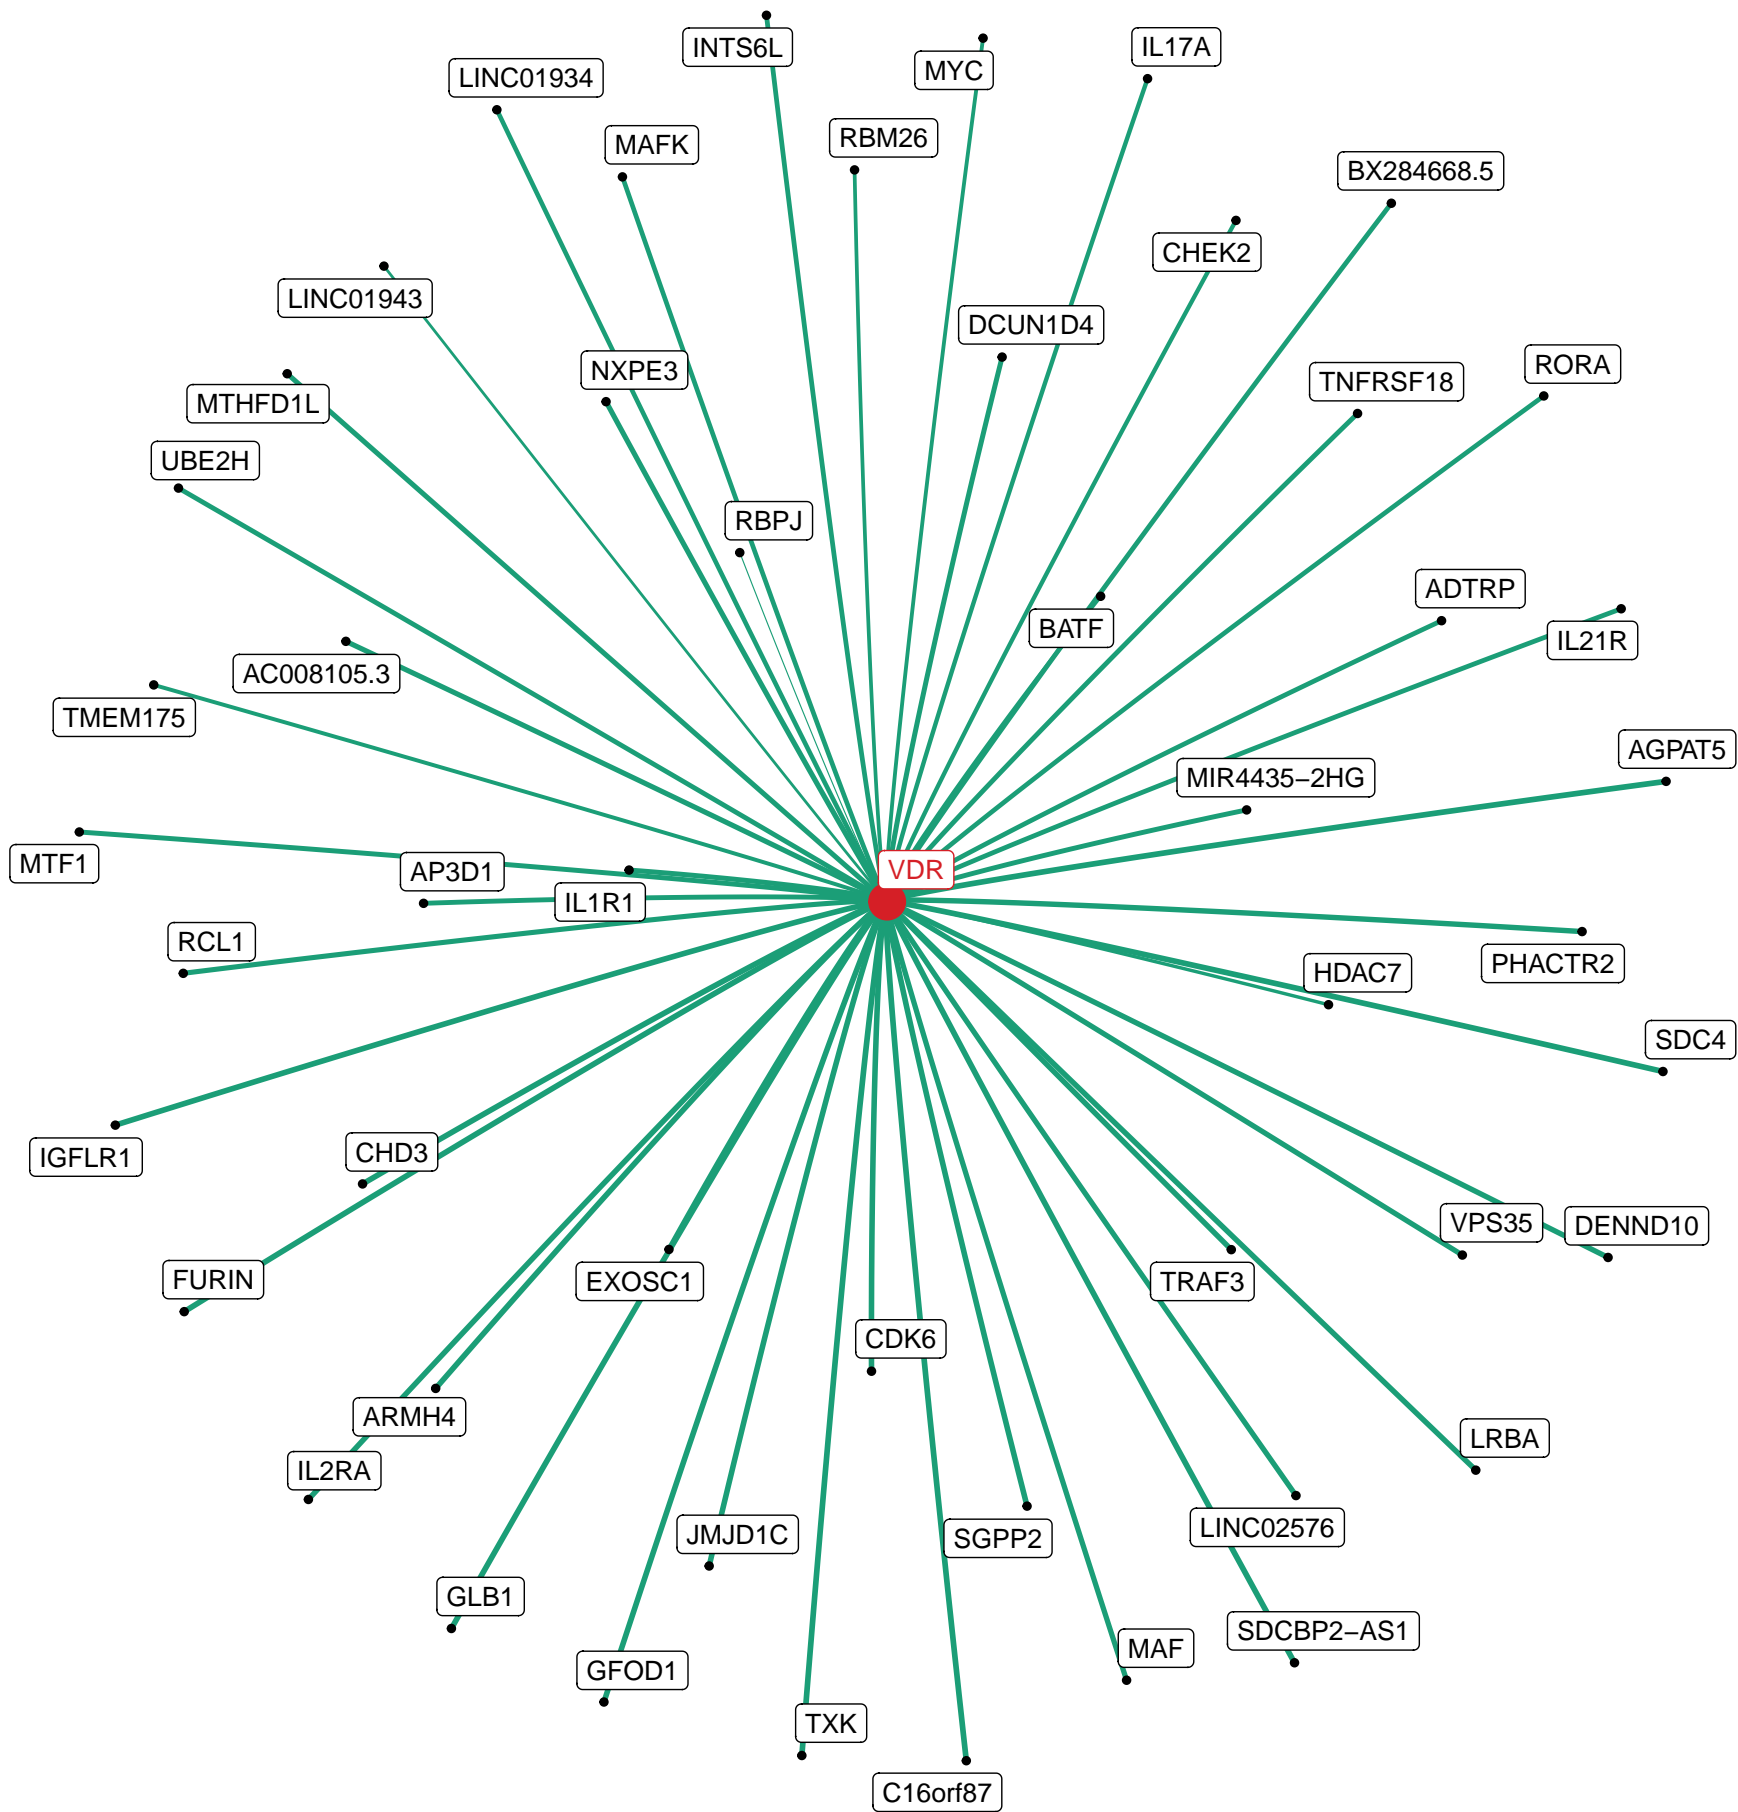 INTS6L
IL17A
MYC
LINC01934
RBM26
MAFK
BX284668.5
CHEK2
LINC01943
DCUN1D4
RORA
NXPE3
TNFRSF18
MTHFD1L
UBE2H
RBPJ
ADTRP
BATF
IL21R
AC008105.3
TMEM175
AGPAT5
MIR4435−2HG
MTF1
VDR
AP3D1
IL1R1
RCL1
PHACTR2
HDAC7
SDC4
CHD3
IGFLR1
VPS35
DENND10
FURIN
EXOSC1
TRAF3
CDK6
ARMH4
LRBA
IL2RA
LINC02576
JMJD1C
SGPP2
GLB1
SDCBP2−AS1
MAF
GFOD1
TXK
C16orf87